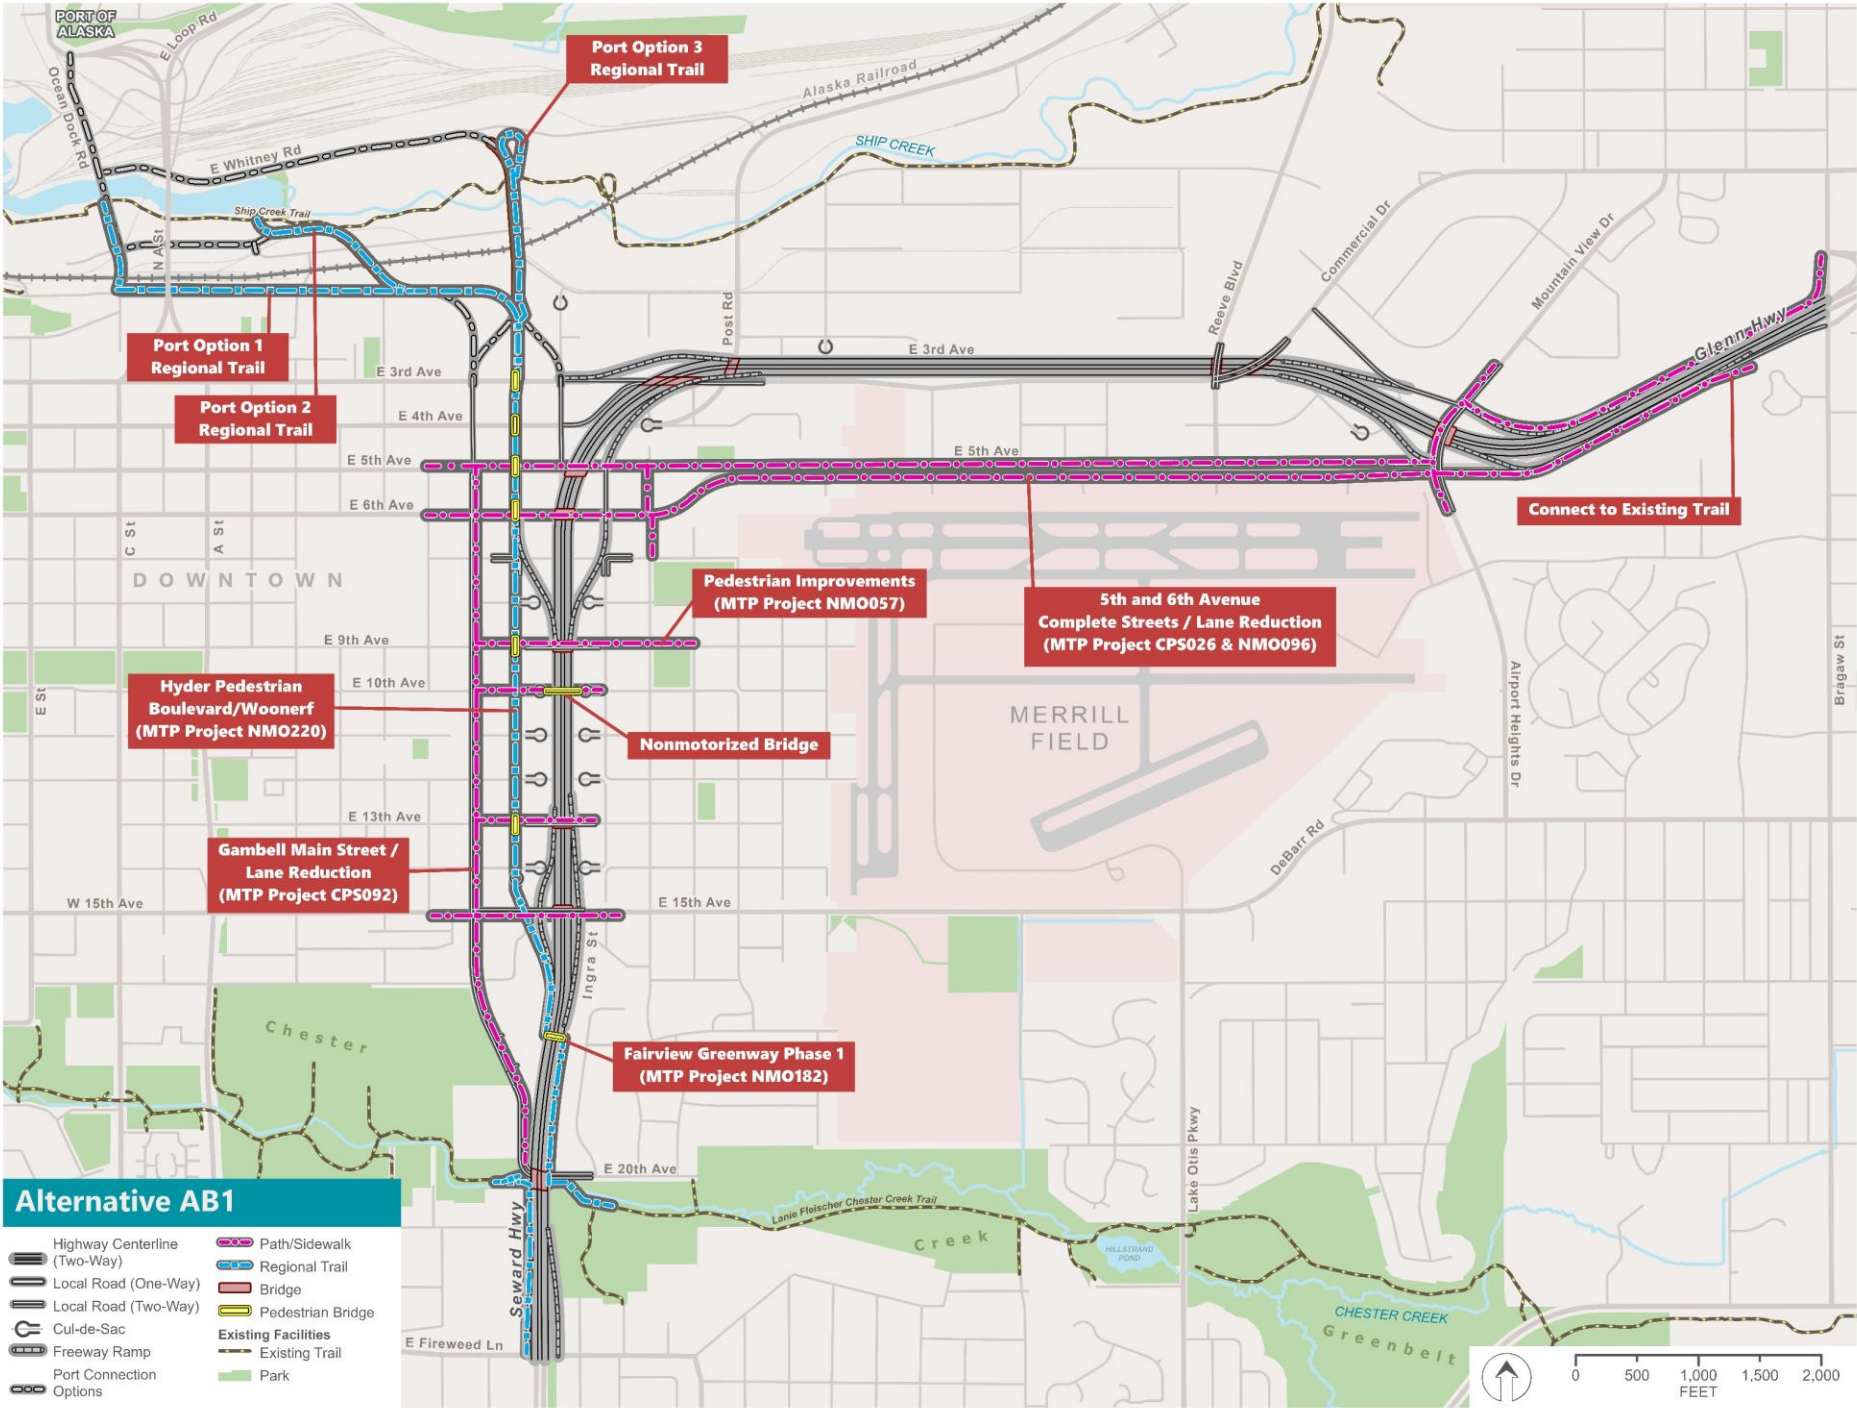 PORT OF
ALASKA
E Loop Rd
Ocean Dock Rd
Port Option 3
Regional Trail
Alaska Railroad
SHIP CREEK
E Whitney Rd
Ship Creek Trail
N A St
Commercial Dr
Mountain View Dr
Reeve Blvd
Post Rd
Glenn Hwy
Port Option 1
Regional Trail
E 3rd Ave
E 3rd Ave
Port Option 2
Regional Trail
E 4th Ave
E 5th Ave
E 5th Ave
E 6th Ave
Connect to Existing Trail
C St
A St
DOWNTOWN
Pedestrian Improvements
(MTP Project NMO057)
5th and 6th Avenue
Complete Streets / Lane Reduction
(MTP Project CPS026 & NMO096)
E 9th Ave
E 10th Ave
E St
Hyder Pedestrian
Boulevard/Woonerf
(MTP Project NMO220)
Nonmotorized Bridge
MERRILL
FIELD
Airport Heights Dr
Bragaw St
E 13th Ave
Gambell Main Street /
Lane Reduction
(MTP Project CPS092)
DeBarr Rd
W 15th Ave
E 15th Ave
Ingra St
Chester
Fairview Greenway Phase 1
(MTP Project NMO182)
Lake Otis Pkwy
E 20th Ave
Lanie Fleischer Chester Creek Trail
Creek
HILLSTRAND
POND
Seward Hwy
CHESTER CREEK
Greenbelt
E Fireweed Ln
Alternative AB1
Highway Centerline
(Two-Way)
Local Road (One-Way)
Local Road (Two-Way)
Cul-de-Sac
Freeway Ramp
Port Connection
Options
Path/Sidewalk
Regional Trail
Bridge
Pedestrian Bridge
Existing Facilities
Existing Trail
Park
0 500 1,000 1,500 2,000
FEET